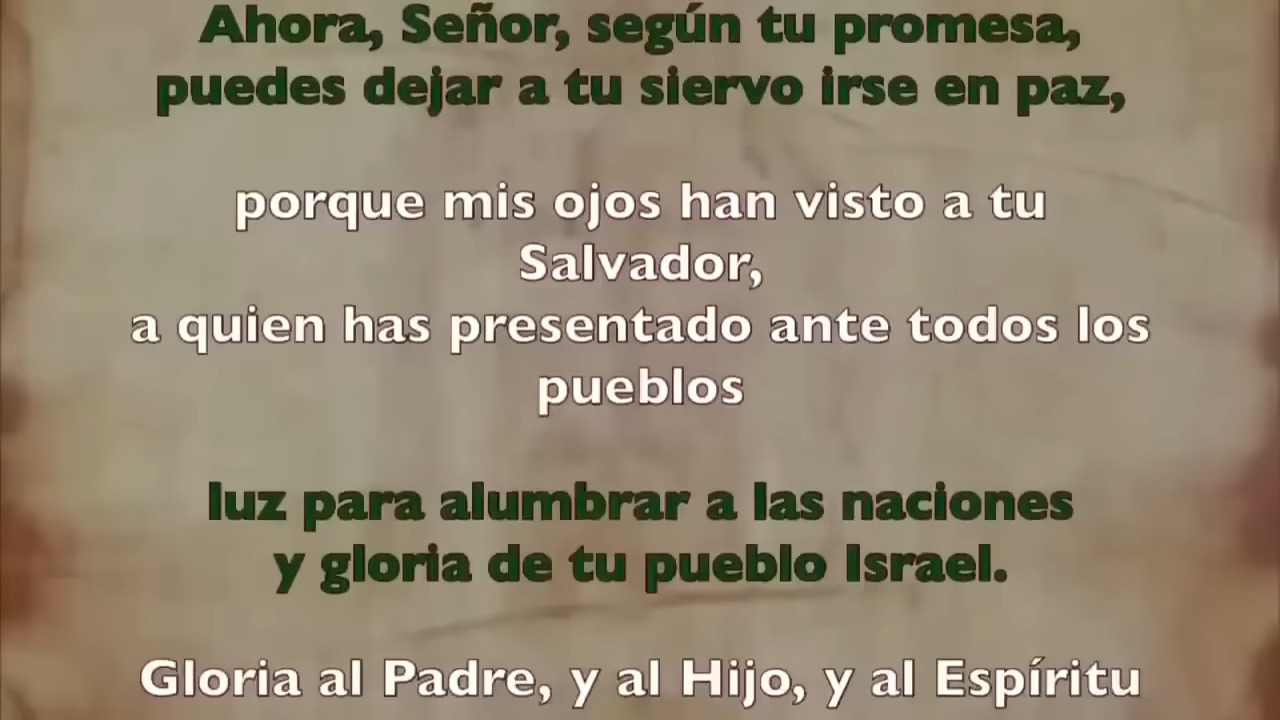 Ahora, Señor, según tu promesa,
puedes dejar a tu siervo irse en paz,
porque mis ojos han visto a tu
Salvador,
a quien has presentado ante todos los
pueblos
luz para alumbrar a las naciones
y gloria de tu pueblo Israel.
Gloria al Padre, y al Hijo, y al Espíritu